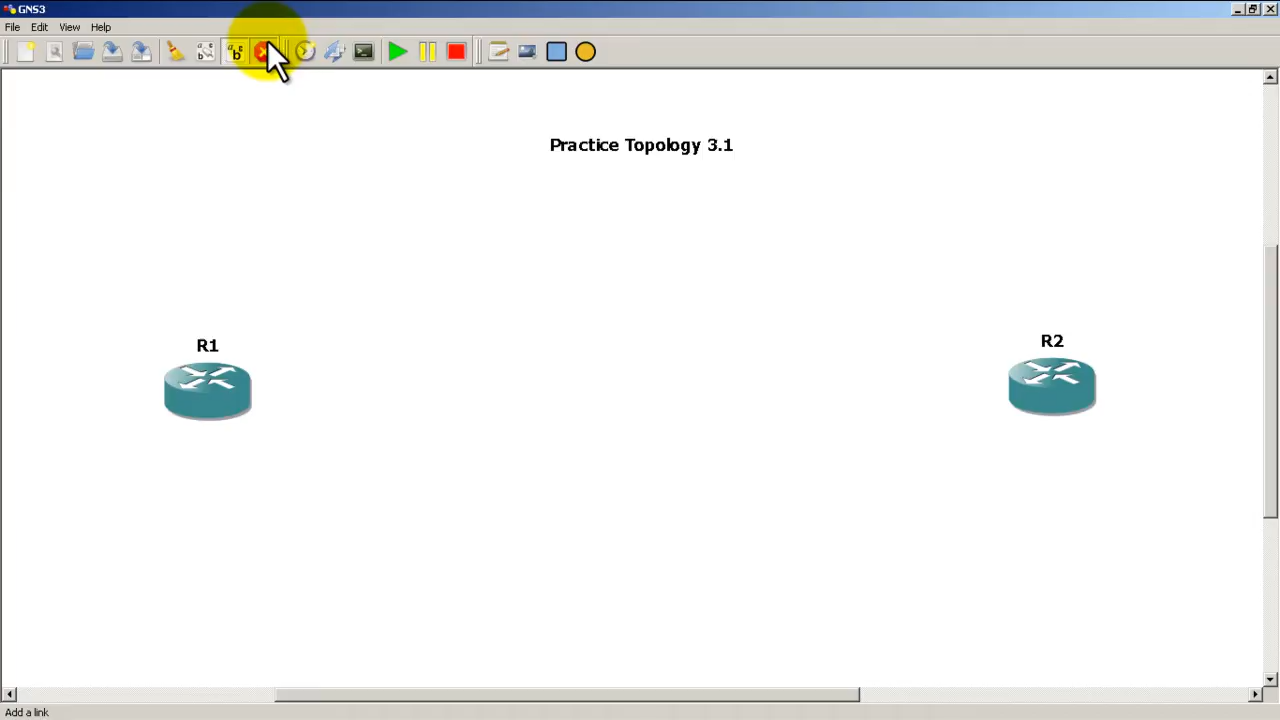 GNS3
File Edit View Help
Practice Topology 3.1
R1
R2
Add a link